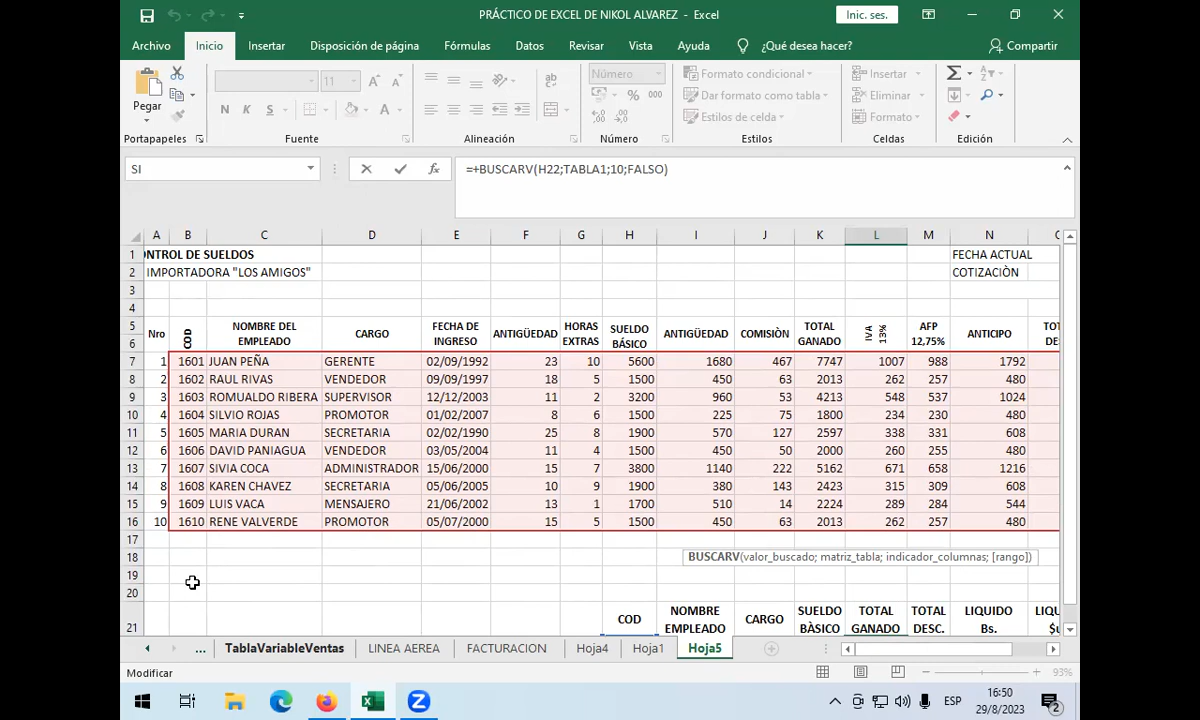 PRÁCTICO DE EXCEL DE NIKOL ALVAREZ - Excel
Inic. ses.
Archivo Inicio Insertar Disposición de página Fórmulas Datos Revisar Vista Ayuda ¿Qué desea hacer? Compartir
Pegar
N K S
11
Número
% 000
Formato condicional
Dar formato como tabla
Estilos de celda
Insertar
Eliminar
Formato
Portapapeles Fuente Alineación Número Estilos Celdas Edición
SI
=+BUSCARV(H22;TABLA1;10;FALSO)
A B C D E F G H I J K L M N
1 ONTROL DE SUELDOS FECHA ACTUAL
2 IMPORTADORA "LOS AMIGOS" COTIZACIÒN
3
4
5 Nro COD NOMBRE DEL EMPLEADO CARGO FECHA DE INGRESO ANTIGÜEDAD HORAS EXTRAS SUELDO BÁSICO ANTIGÜEDAD COMISIÒN TOTAL GANADO IVA 13% AFP 12,75% ANTICIPO TOT DES
6
7 1 1601 JUAN PEÑA GERENTE 02/09/1992 23 10 5600 1680 467 7747 1007 988 1792
8 2 1602 RAUL RIVAS VENDEDOR 09/09/1997 18 5 1500 450 63 2013 262 257 480
9 3 1603 ROMUALDO RIBERA SUPERVISOR 12/12/2003 11 2 3200 960 53 4213 548 537 1024
10 4 1604 SILVIO ROJAS PROMOTOR 01/02/2007 8 6 1500 225 75 1800 234 230 480
11 5 1605 MARIA DURAN SECRETARIA 02/02/1990 25 8 1900 570 127 2597 338 331 608
12 6 1606 DAVID PANIAGUA VENDEDOR 03/05/2004 11 4 1500 450 50 2000 260 255 480
13 7 1607 SIVIA COCA ADMINISTRADOR 15/06/2000 15 7 3800 1140 222 5162 671 658 1216
14 8 1608 KAREN CHAVEZ SECRETARIA 05/06/2005 10 9 1900 380 143 2423 315 309 608
15 9 1609 LUIS VACA MENSAJERO 21/06/2002 13 1 1700 510 14 2224 289 284 544
16 10 1610 RENE VALVERDE PROMOTOR 05/07/2000 15 5 1500 450 63 2013 262 257 480
17
18 BUSCARV(valor_buscado; matriz_tabla; indicador_columnas; [rango])
19
20
21 COD NOMBRE EMPLEADO CARGO SUELDO BÀSICO TOTAL GANADO TOTAL DESC. LIQUIDO Bs. LIQU $u
... TablaVariableVentas LINEA AEREA FACTURACION Hoja4 Hoja1 Hoja5
Modificar 93%
ESP
16:50
29/8/2023
2